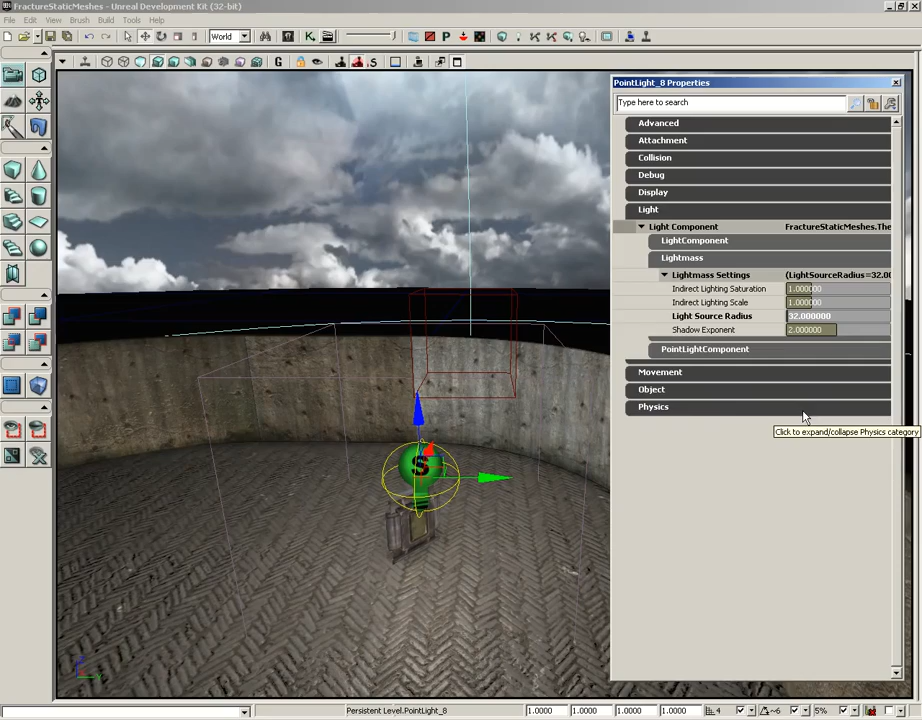 FractureStaticMeshes - Unreal Development Kit (32-bit)
File Edit View Brush Build Tools Help
World
K
P
G
S
PointLight_8 Properties
Type here to search
Advanced
Attachment
Collision
Debug
Display
Light
Light Component FractureStaticMeshes.The
LightComponent
Lightmass
Lightmass Settings (LightSourceRadius=32.00
Indirect Lighting Saturation 1.000000
Indirect Lighting Scale 1.000000
Light Source Radius 32.000000
Shadow Exponent 2.000000
PointLightComponent
Movement
Object
Physics
Click to expand/collapse Physics category
S
Persistent Level.PointLight_8 1.0000 1.0000 1.0000 1.0000 4 ~6 5%